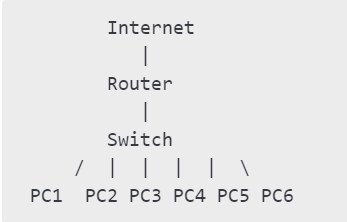 Internet
|
Router
|
Switch
/ | | | | \
PC1 PC2 PC3 PC4 PC5 PC6